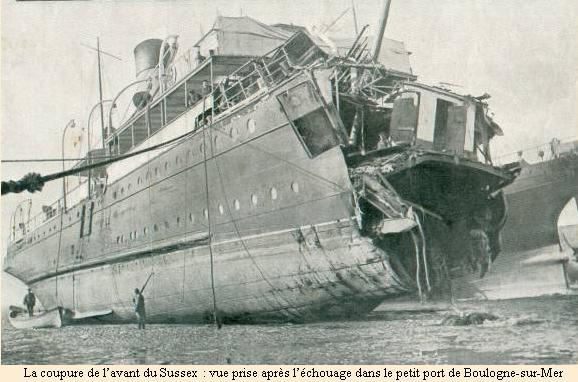 La coupure de l'avant du Sussex : vue prise après l'échouage dans le petit port de Boulogne-sur-Mer